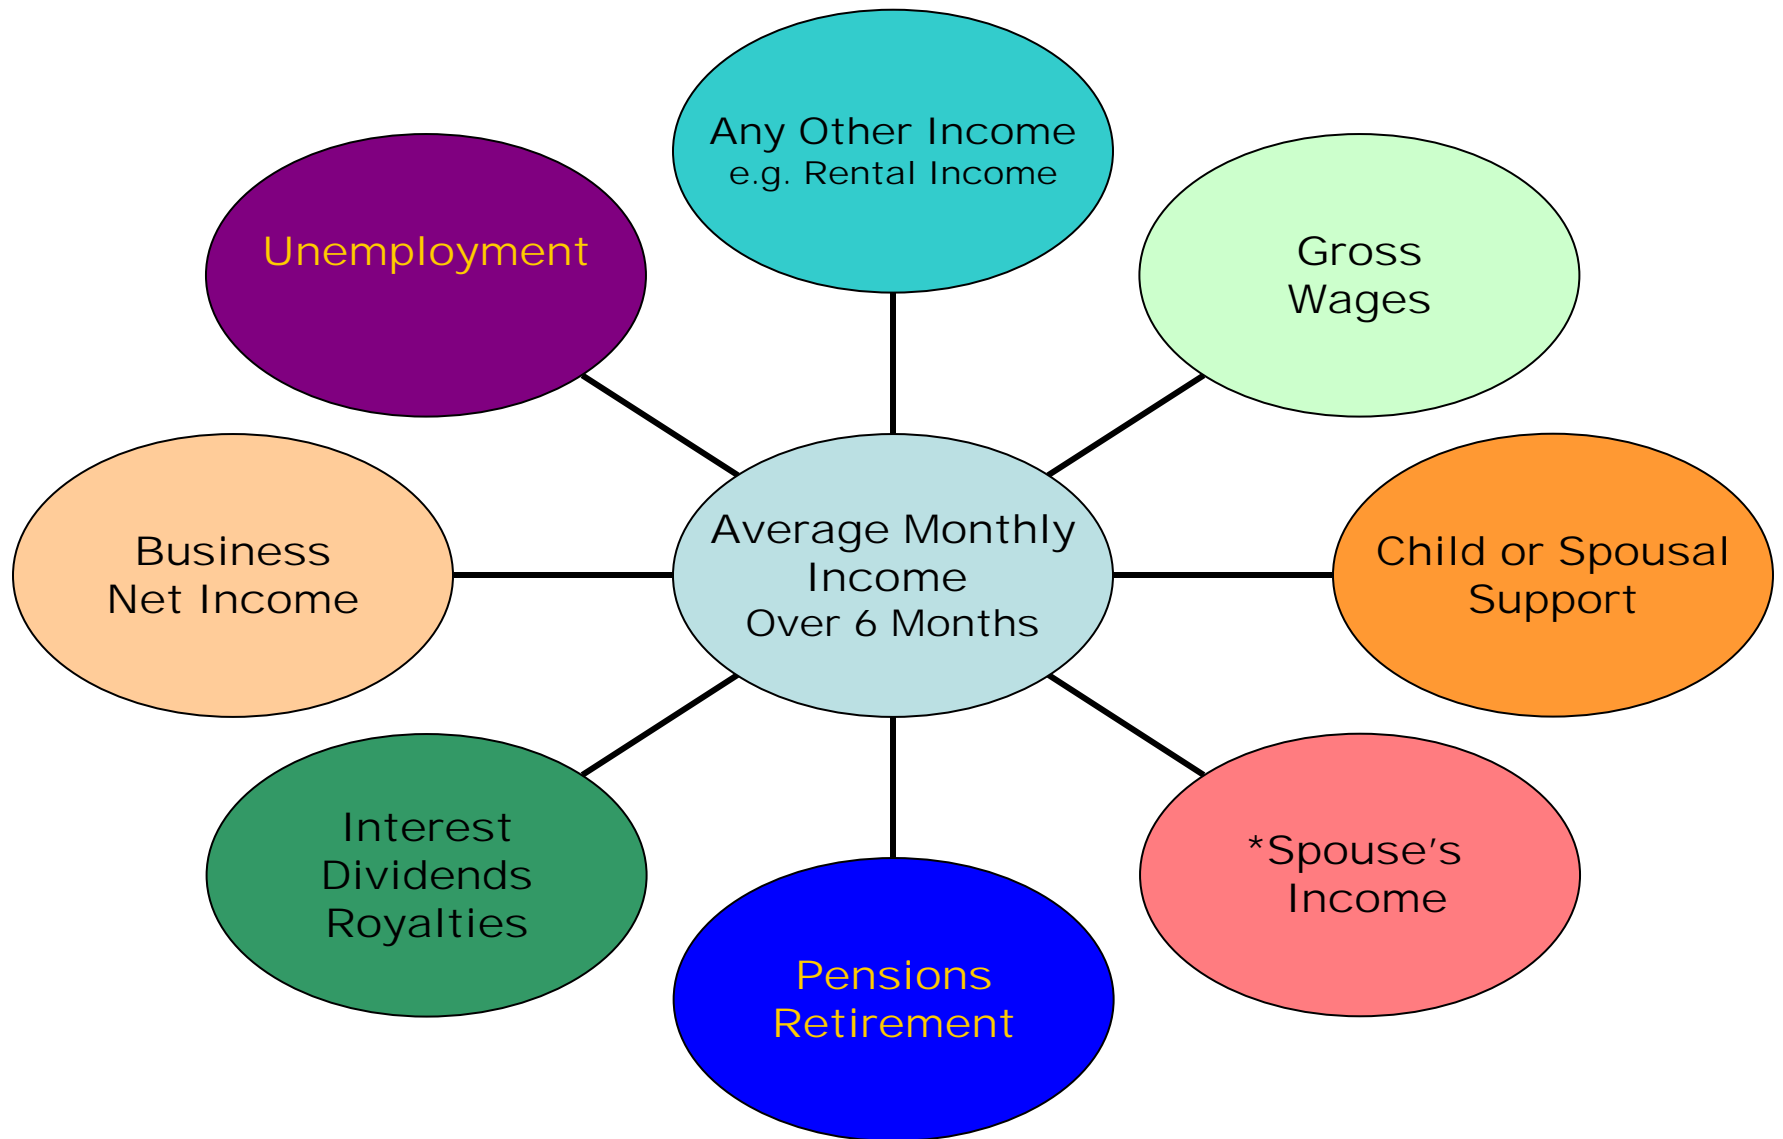 Any Other Income
e.g. Rental Income
Unemployment
Gross
Wages
Business
Net Income
Average Monthly
Income
Over 6 Months
Child or Spousal
Support
Interest
Dividends
Royalties
*Spouse’s
Income
Pensions
Retirement